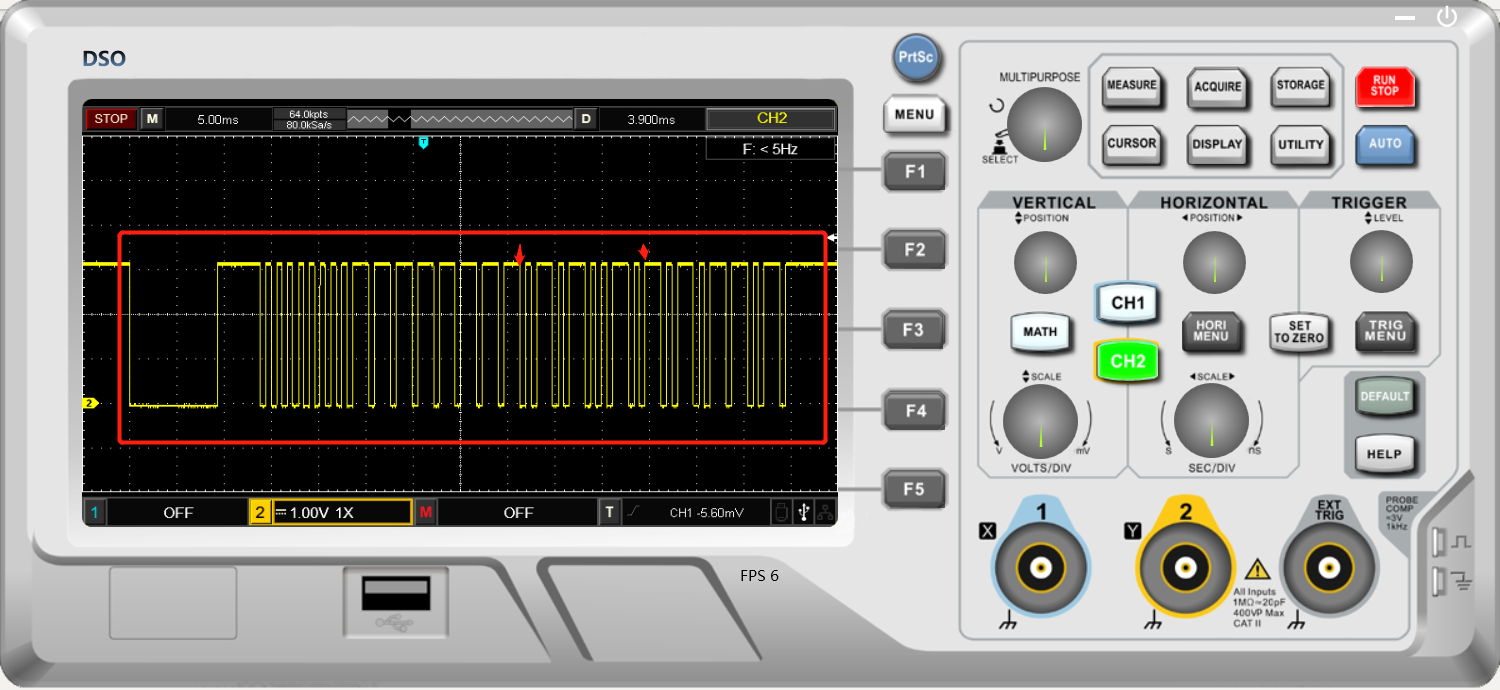 DSO
PrtSc
MENU
F1
F2
F3
F4
F5
STOP M 5.00ms 64.0kpts 80.0kSa/s D 3.900ms CH2
T
F: < 5Hz
2
1 OFF 2 1.00V 1X M OFF T CH1 -5.60mV
FPS 6
MULTIPURPOSE
SELECT
MEASURE
ACQUIRE
STORAGE
RUN
STOP
CURSOR
DISPLAY
UTILITY
AUTO
VERTICAL
POSITION
HORIZONTAL
POSITION
TRIGGER
LEVEL
CH1
MATH
HORI
MENU
SET
TO ZERO
TRIG
MENU
CH2
SCALE
V
mV
VOLTS/DIV
SCALE
S
nS
SEC/DIV
DEFAULT
HELP
1
X
2
Y
EXT
TRIG
PROBE
COMP
≈3V
1kHz
All Inputs
1MΩ≈20pF
400VP Max
CAT II